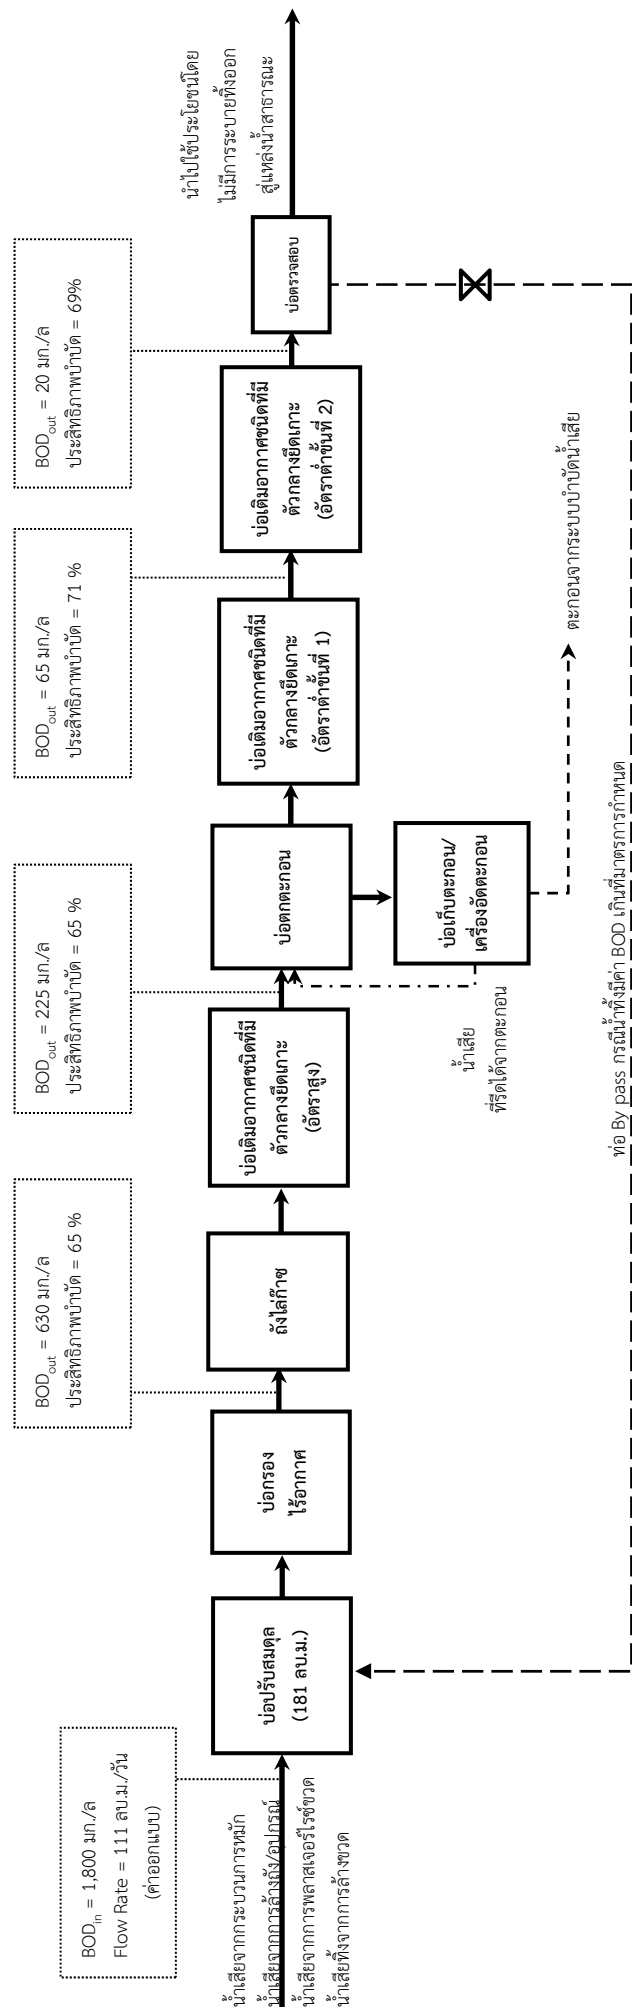 BODin = 1,800 มก./ล
Flow Rate = 111 ลบ.ม./วัน
(ค่าออกแบบ)
น้ำเสียจากกระบวนการหมัก
น้ำเสียจากการล้างถัง/อุปกรณ์
น้ำเสียจากการพลาสเจอร์ไรซ์ขวด
น้ำเสียทิ้งจากการล้างขวด
บ่อปรับสมดุล
(181 ลบ.ม.)
บ่อกรอง
ไร้อากาศ
BODout = 630 มก./ล
ประสิทธิภาพบำบัด = 65 %
ถังไล่ก๊าซ
บ่อเติมอากาศชนิดที่มี
ตัวกลางยึดเกาะ
(อัตราสูง)
BODout = 225 มก./ล
ประสิทธิภาพบำบัด = 65 %
บ่อตกตะกอน
น้ำเสีย
ที่รีดได้จากตะกอน
บ่อเก็บตะกอน/
เครื่องอัดตะกอน
ตะกอนจากระบบบำบัดน้ำเสีย
บ่อเติมอากาศชนิดที่มี
ตัวกลางยึดเกาะ
(อัตราต่ำขั้นที่ 1)
BODout = 65 มก./ล
ประสิทธิภาพบำบัด = 71 %
บ่อเติมอากาศชนิดที่มี
ตัวกลางยึดเกาะ
(อัตราต่ำขั้นที่ 2)
BODout = 20 มก./ล
ประสิทธิภาพบำบัด = 69%
บ่อตรวจสอบ
นำไปใช้ประโยชน์โดย
ไม่มีการระบายทิ้งออก
สู่แหล่งน้ำสาธารณะ
ท่อ By pass กรณีน้ำทิ้งมีค่า BOD เกินที่มาตรการกำหนด